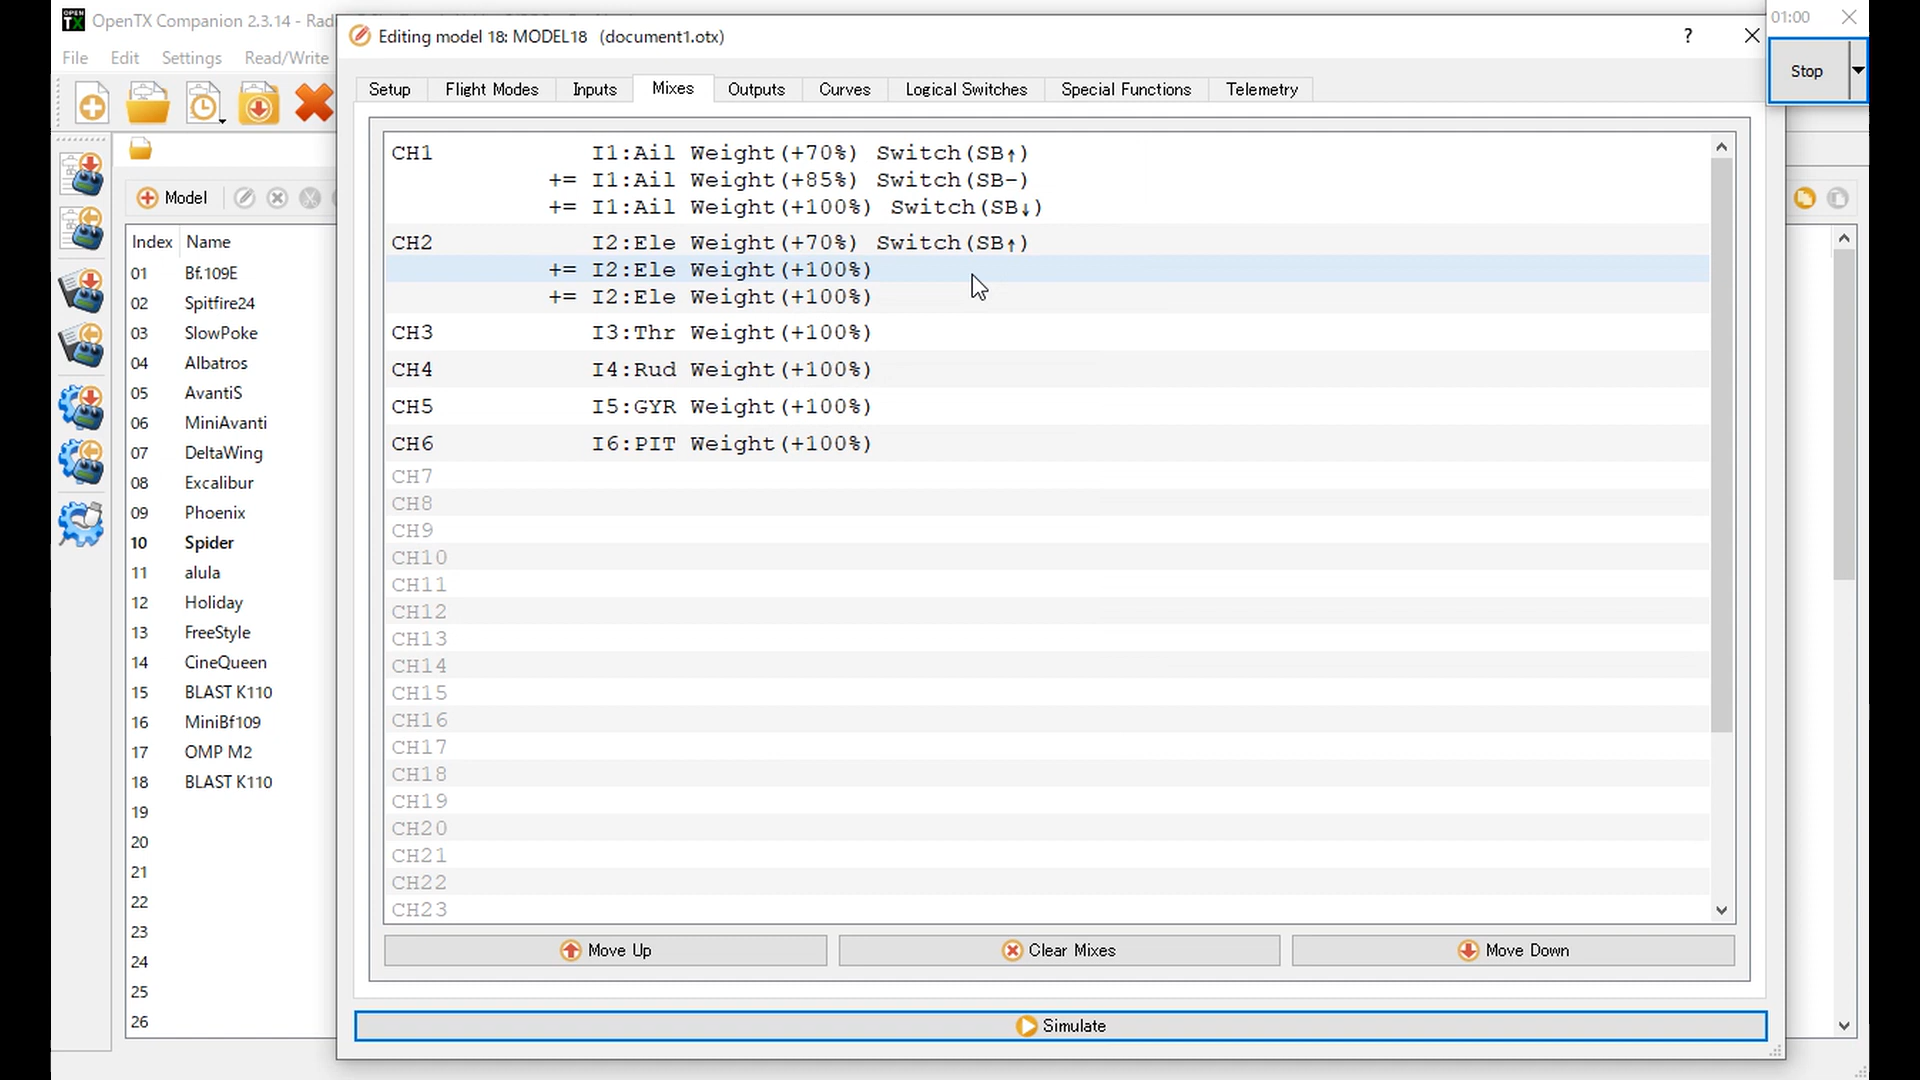 OpenTX Companion 2.3.14 - Rad
File Edit Settings Read/Write
Model
Index Name
01 Bf.109E
02 Spitfire24
03 SlowPoke
04 Albatros
05 AvantiS
06 MiniAvanti
07 DeltaWing
08 Excalibur
09 Phoenix
10 Spider
11 alula
12 Holiday
13 FreeStyle
14 CineQueen
15 BLAST K110
16 MiniBf109
17 OMP M2
18 BLAST K110
19
20
21
22
23
24
25
26
Editing model 18: MODEL18 (document1.otx)
?
Setup Flight Modes Inputs Mixes Outputs Curves Logical Switches Special Functions Telemetry
CH1 I1:Ail Weight(+70%) Switch(SB↑)
+= I1:Ail Weight(+85%) Switch(SB-)
+= I1:Ail Weight(+100%) Switch(SB↓)
CH2 I2:Ele Weight(+70%) Switch(SB↑)
+= I2:Ele Weight(+100%)
+= I2:Ele Weight(+100%)
CH3 I3:Thr Weight(+100%)
CH4 I4:Rud Weight(+100%)
CH5 I5:GYR Weight(+100%)
CH6 I6:PIT Weight(+100%)
CH7
CH8
CH9
CH10
CH11
CH12
CH13
CH14
CH15
CH16
CH17
CH18
CH19
CH20
CH21
CH22
CH23
Move Up Clear Mixes Move Down
Simulate
01:00
Stop